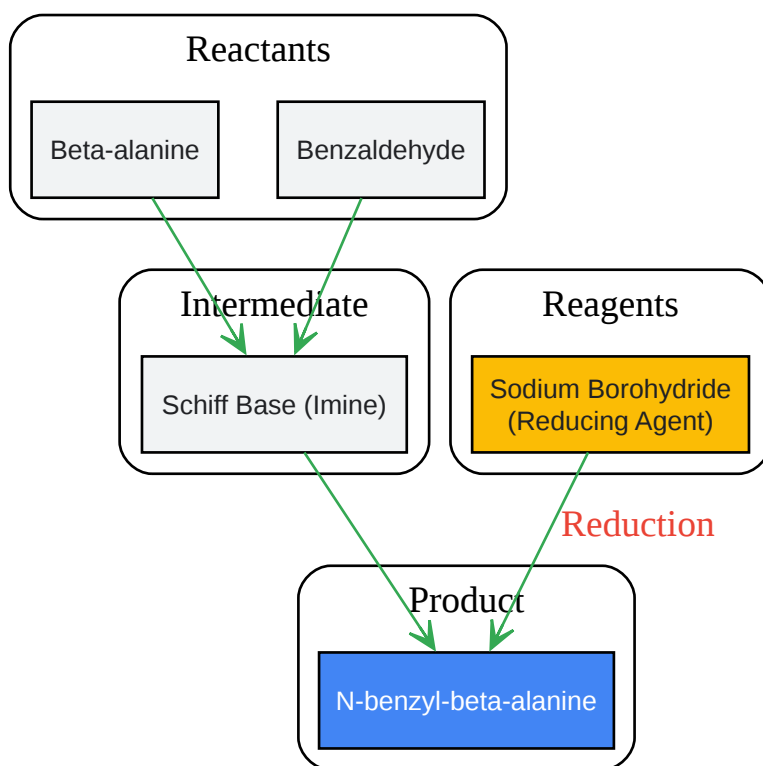 Reactants
Beta-alanine
Benzaldehyde
Intermediate
Reagents
Schiff Base (Imine)
Sodium Borohydride
(Reducing Agent)
Reduction
Product
N-benzyl-beta-alanine